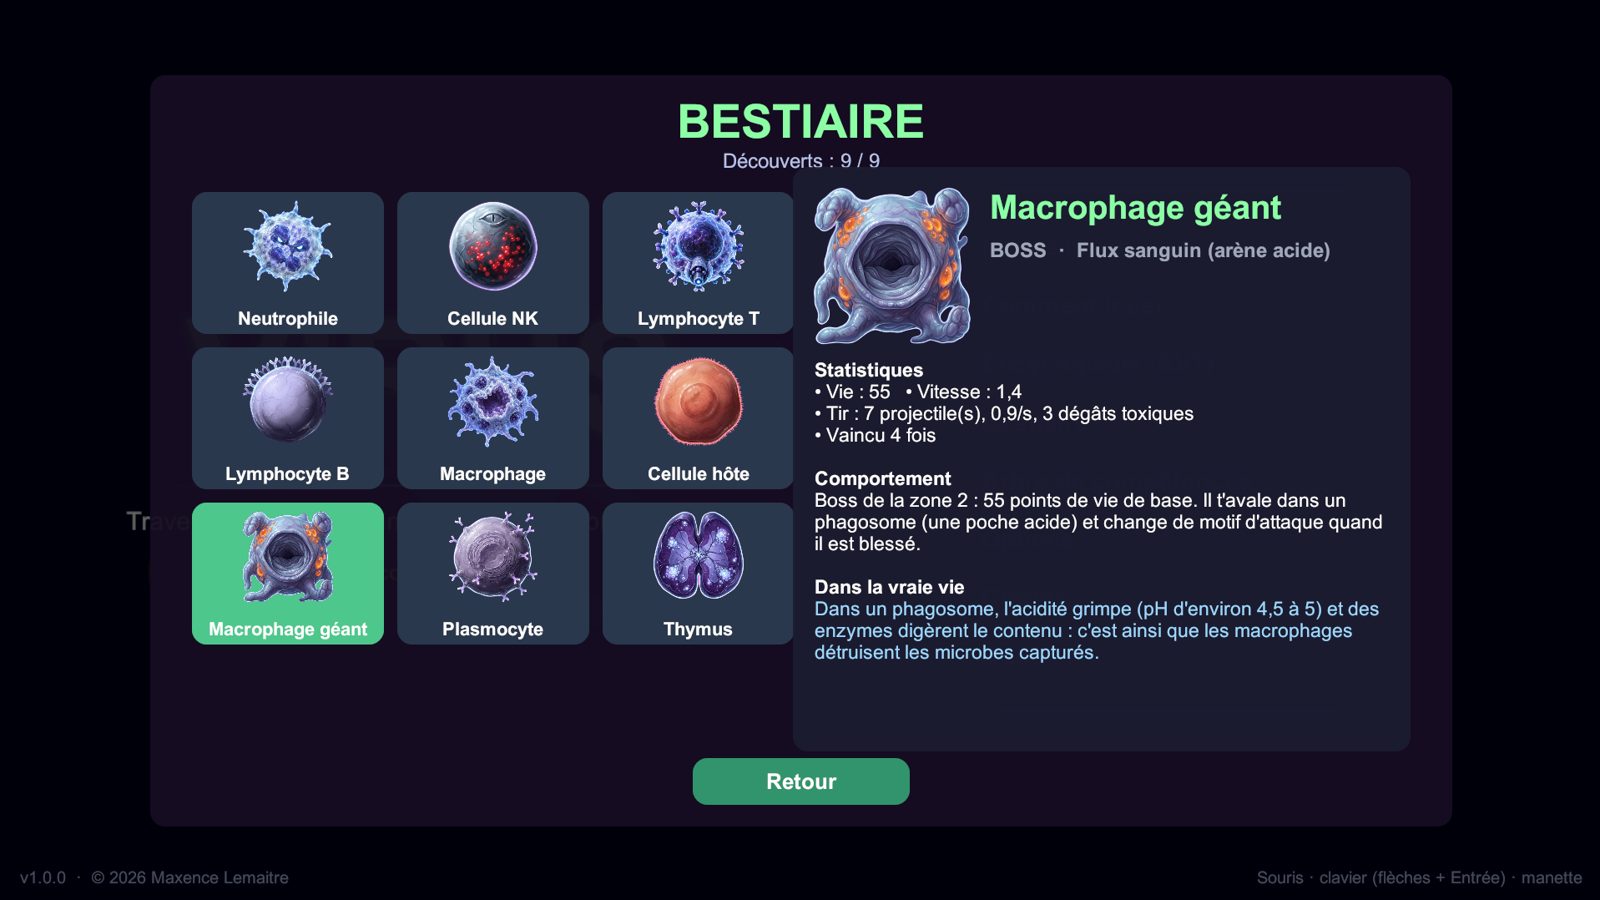 BESTIAIRE
Découverts : 9 / 9
Neutrophile
Cellule NK
Lymphocyte T
Lymphocyte B
Macrophage
Cellule hôte
Macrophage géant
Plasmocyte
Thymus
Macrophage géant
BOSS · Flux sanguin (arène acide)
Statistiques
• Vie : 55 • Vitesse : 1,4
• Tir : 7 projectile(s), 0,9/s, 3 dégâts toxiques
• Vaincu 4 fois
Comportement
Boss de la zone 2 : 55 points de vie de base. Il t'avale dans un
phagosome (une poche acide) et change de motif d'attaque quand
il est blessé.
Dans la vraie vie
Dans un phagosome, l'acidité grimpe (pH d'environ 4,5 à 5) et des
enzymes digèrent le contenu : c'est ainsi que les macrophages
détruisent les microbes capturés.
Retour
v1.0.0 · © 2026 Maxence Lemaitre
Souris · clavier (flèches + Entrée) · manette